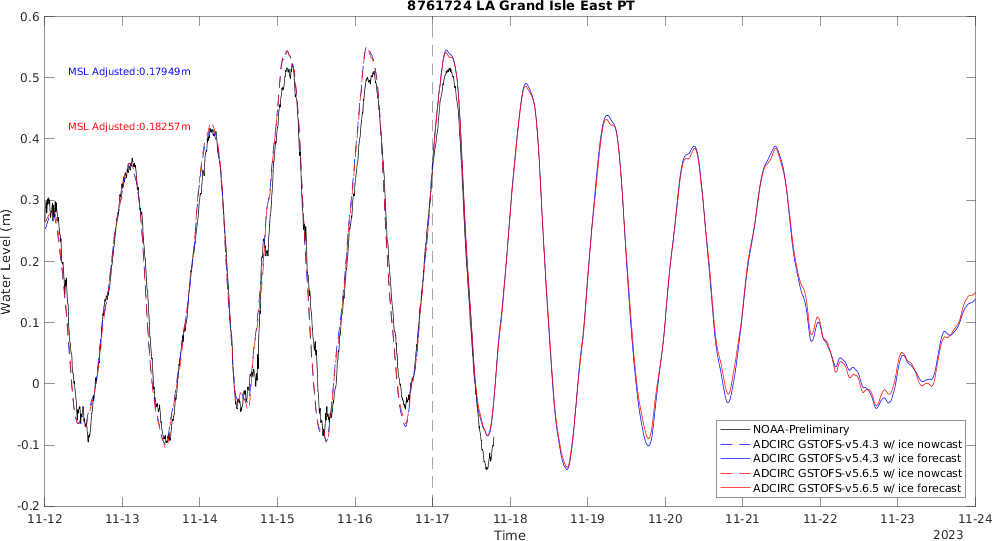 8761724 LA Grand Isle East PT
0.6
0.5
0.4
0.3
0.2
0.1
0
-0.1
-0.2
Water Level (m)
MSL Adjusted:0.17949m
MSL Adjusted:0.18257m
NOAA-Preliminary
ADCIRC GSTOFS-v5.4.3 w/ ice nowcast
ADCIRC GSTOFS-v5.4.3 w/ ice forecast
ADCIRC GSTOFS-v5.6.5 w/ ice nowcast
ADCIRC GSTOFS-v5.6.5 w/ ice forecast
11-12 11-13 11-14 11-15 11-16 11-17 11-18 11-19 11-20 11-21 11-22 11-23 11-24
Time
2023